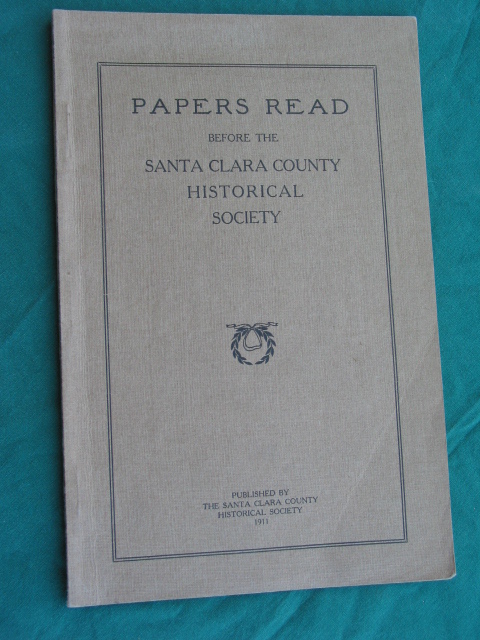 PAPERS READ
BEFORE THE
SANTA CLARA COUNTY
HISTORICAL
SOCIETY
PUBLISHED BY
THE SANTA CLARA COUNTY
HISTORICAL SOCIETY
1911